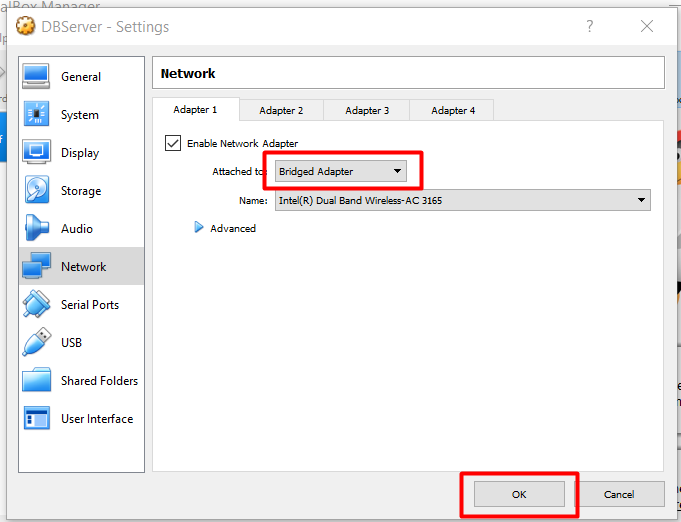 alBox Manager
DBServer - Settings
General
System
Display
Storage
Audio
Network
Serial Ports
USB
Shared Folders
User Interface
Network
Adapter 1
Adapter 2
Adapter 3
Adapter 4
Enable Network Adapter
Attached to:
Bridged Adapter
Name:
Intel(R) Dual Band Wireless-AC 3165
Advanced
OK
Cancel